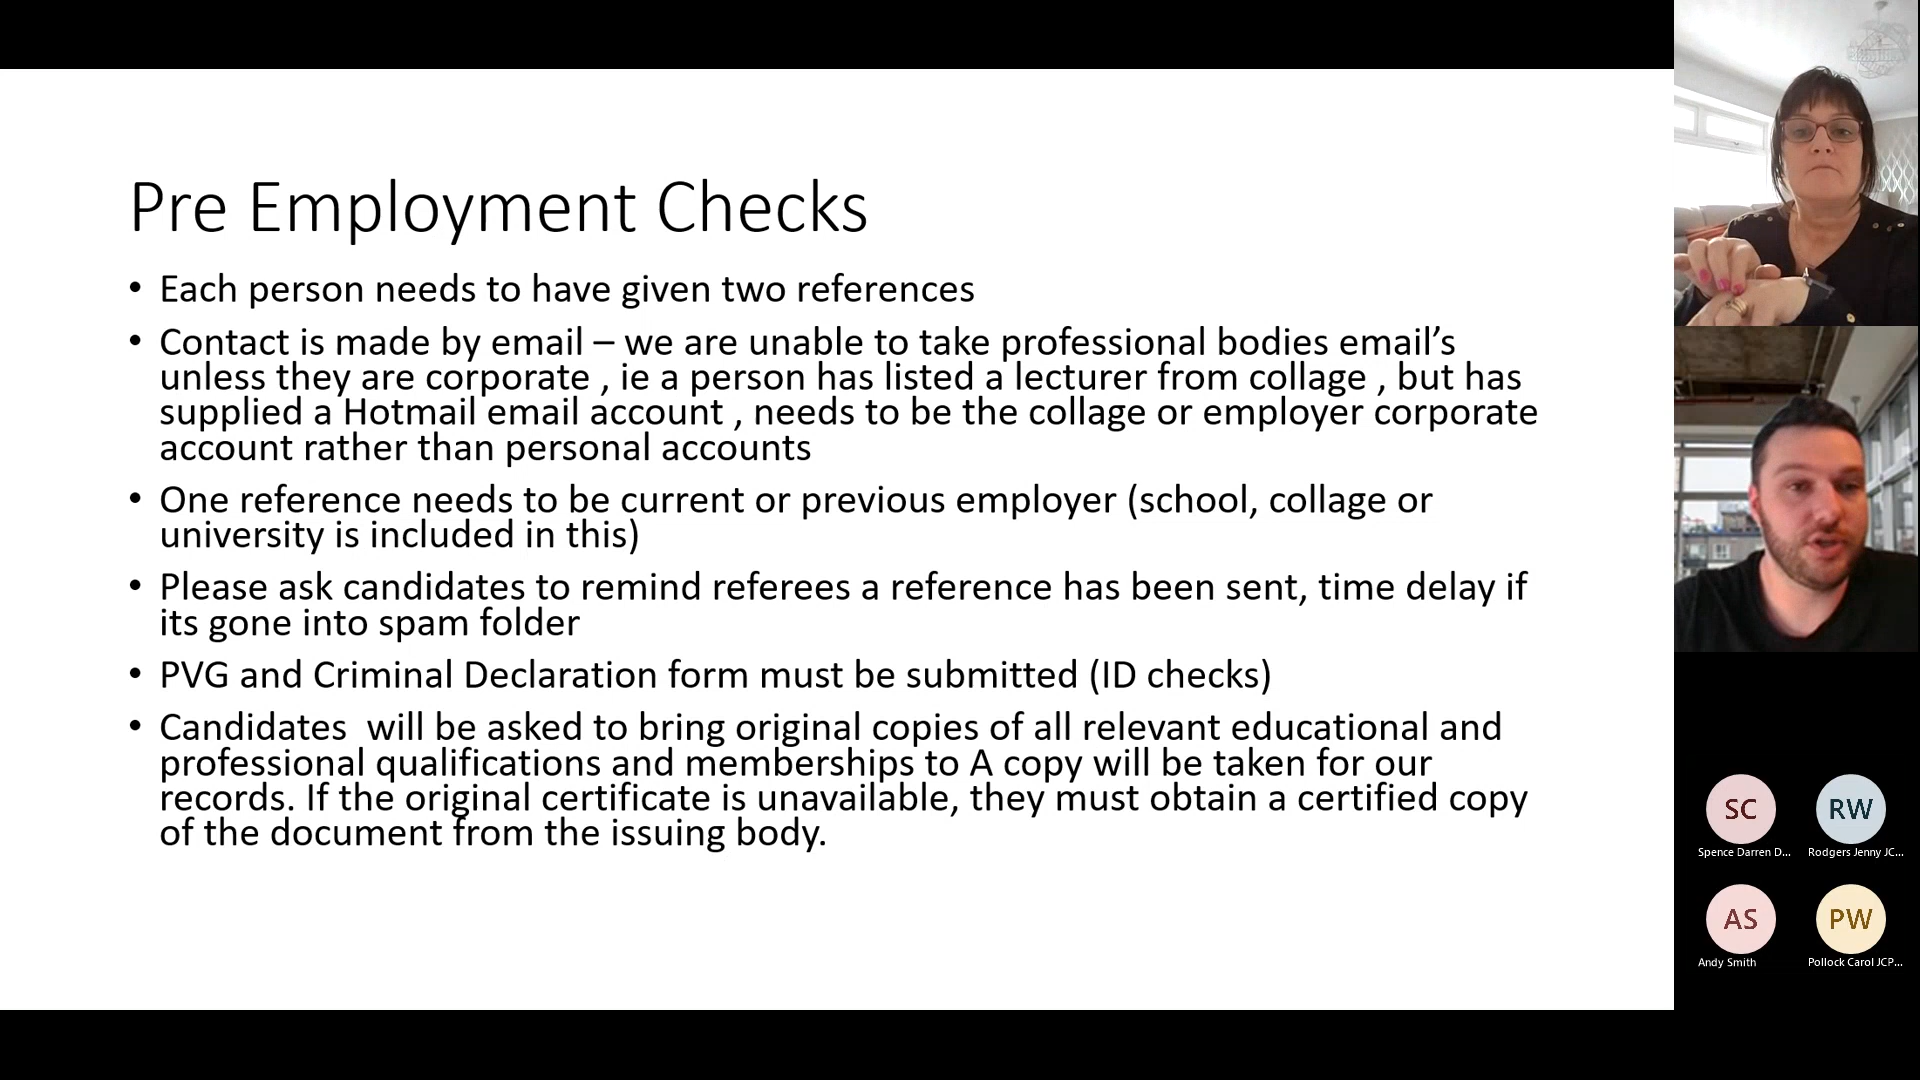 Pre Employment Checks
• Each person needs to have given two references
• Contact is made by email – we are unable to take professional bodies email’s
unless they are corporate , ie a person has listed a lecturer from collage , but has
supplied a Hotmail email account , needs to be the collage or employer corporate
account rather than personal accounts
• One reference needs to be current or previous employer (school, collage or
university is included in this)
• Please ask candidates to remind referees a reference has been sent, time delay if
its gone into spam folder
• PVG and Criminal Declaration form must be submitted (ID checks)
• Candidates  will be asked to bring original copies of all relevant educational and
professional qualifications and memberships to A copy will be taken for our
records. If the original certificate is unavailable, they must obtain a certified copy
of the document from the issuing body.
SC
Spence Darren D...
RW
Rodgers Jenny JC...
AS
Andy Smith
PW
Pollock Carol JCP...